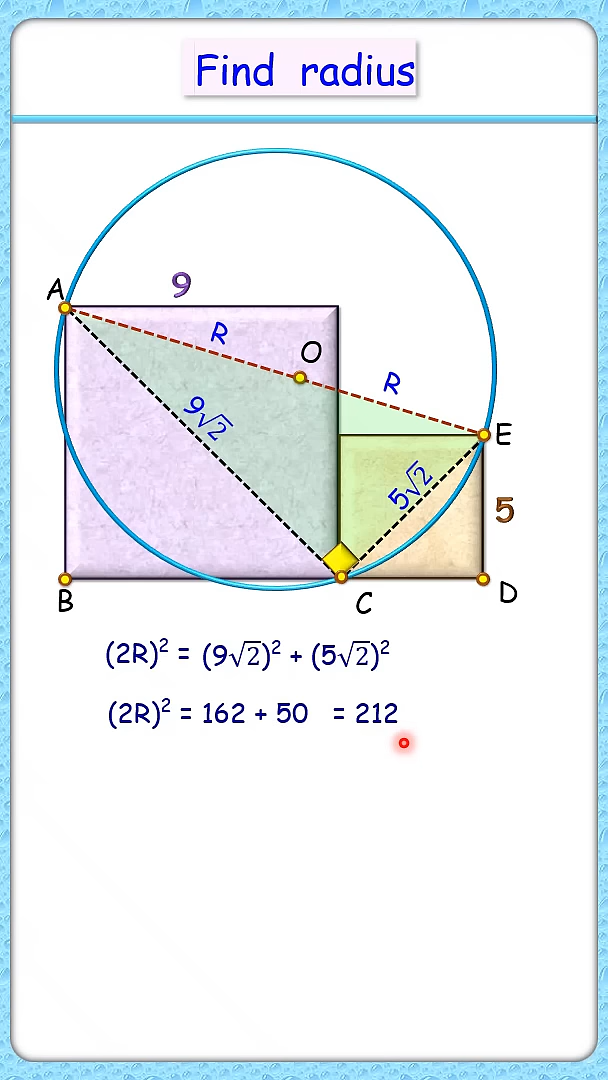 Find radius
A
9
R
O
R
9√2
E
5√2
5
B
C
D
(2R)² = (9√2)² + (5√2)²
(2R)² = 162 + 50 = 212